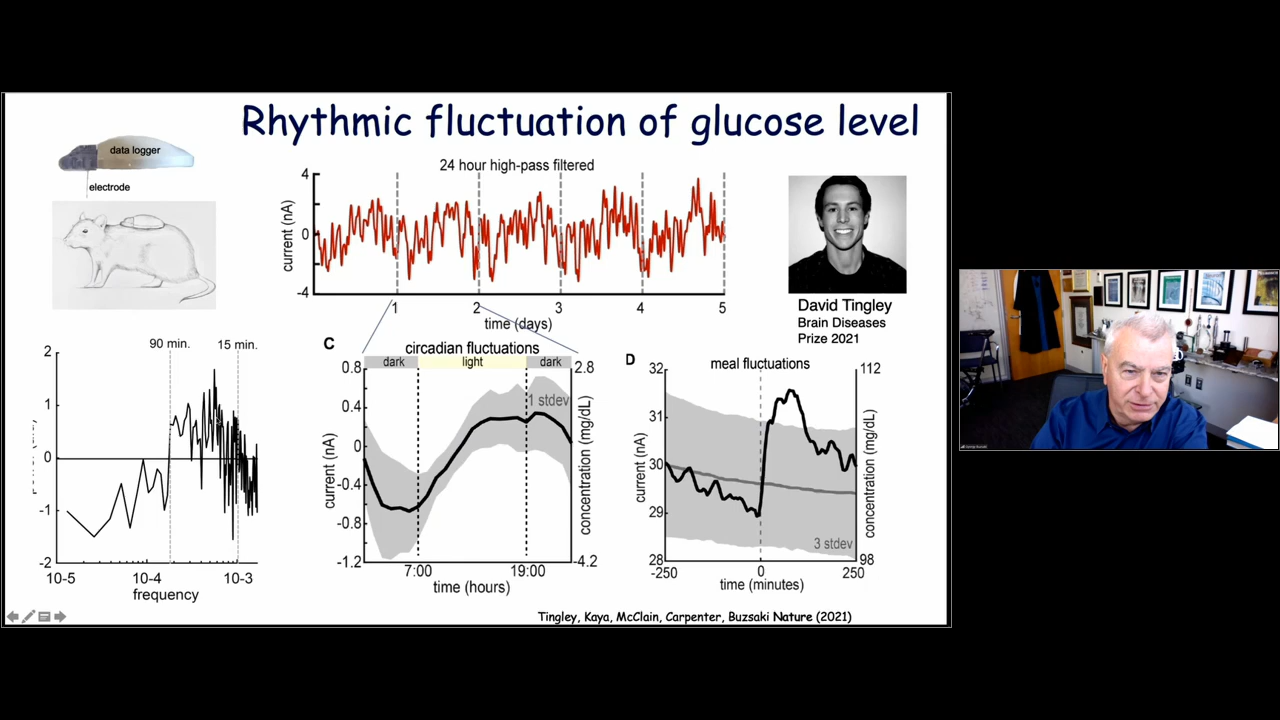 Rhythmic fluctuation of glucose level
data logger
electrode
24 hour high-pass filtered
4
0
-4
current (nA)
1
2
3
4
5
time (days)
David Tingley
Brain Diseases
Prize 2021
90 min.
15 min.
2
1
0
-1
-2
10-5
10-4
10-3
frequency
C
circadian fluctuations
dark
light
dark
0.8
0.4
0
-0.4
-0.8
-1.2
current (nA)
2.8
-4.2
concentration (mg/dL)
1 stdev
7:00
19:00
time (hours)
D
meal fluctuations
32
31
30
29
28
current (nA)
112
98
concentration (mg/dL)
3 stdev
-250
0
250
time (minutes)
Tingley, Kaya, McClain, Carpenter, Buzsaki Nature (2021)